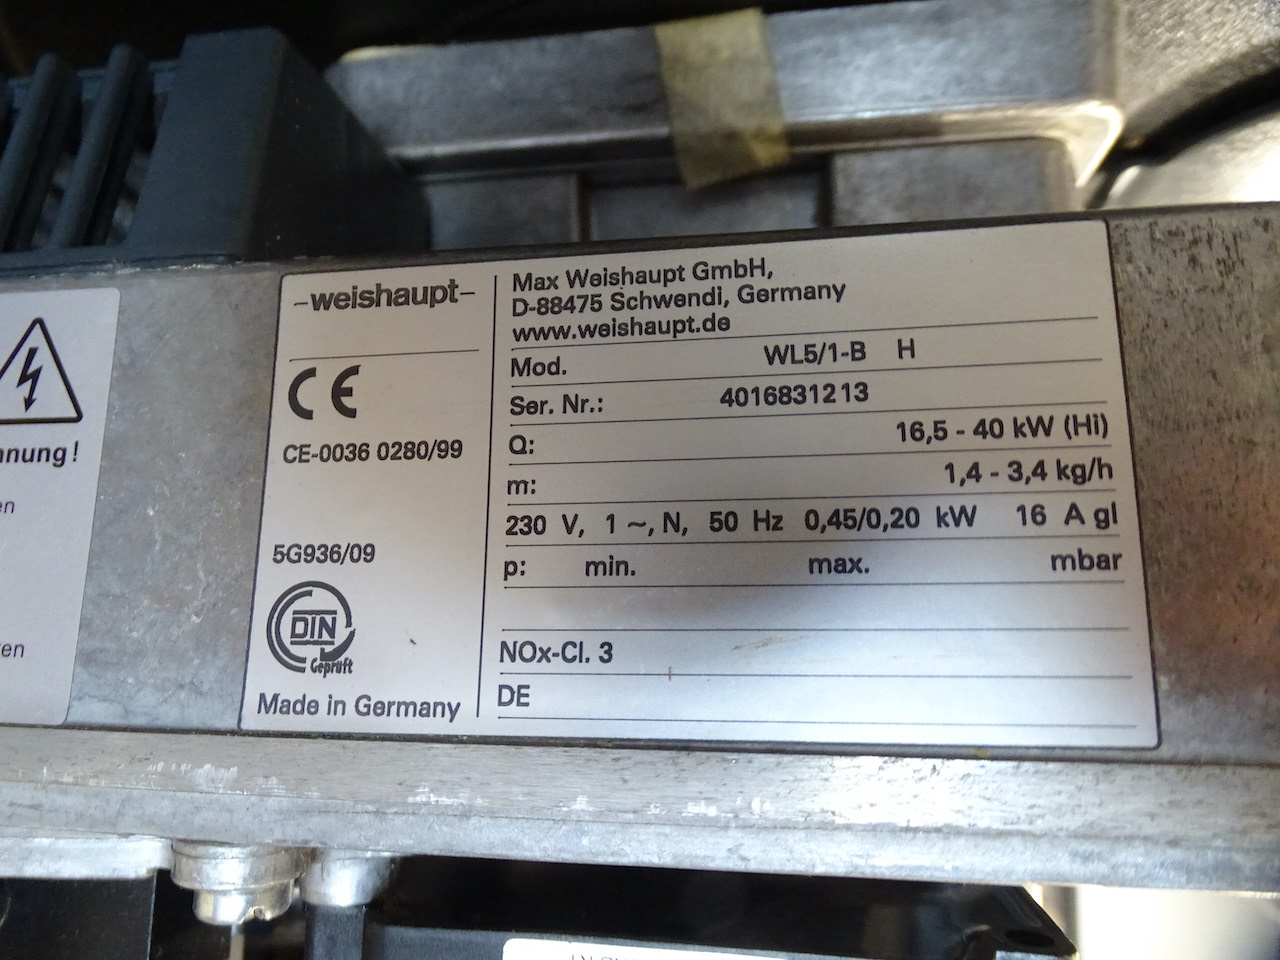 nnung!
en
en
–weishaupt–
CE
CE-0036 0280/99
5G936/09
DIN
Geprüft
Made in Germany
Max Weishaupt GmbH,
D-88475 Schwendi, Germany
www.weishaupt.de
Mod. WL5/1-B H
Ser. Nr.: 4016831213
Q: 16,5 - 40 kW (Hi)
m: 1,4 - 3,4 kg/h
230 V, 1 ~, N, 50 Hz 0,45/0,20 kW 16 A gl
p: min. max. mbar
NOx-Cl. 3
DE